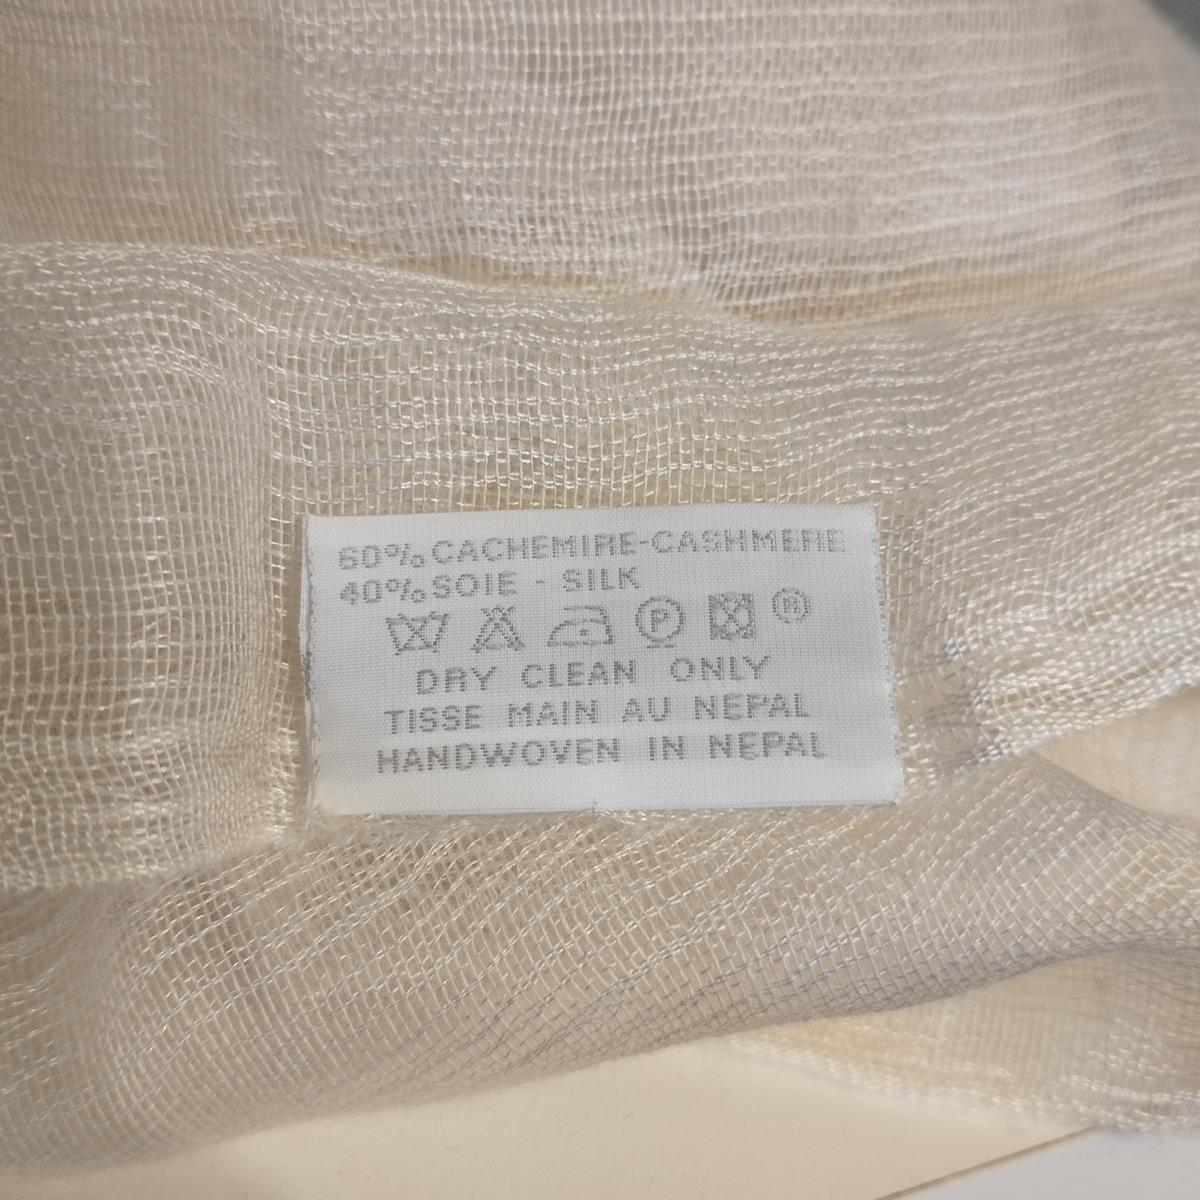 60% CACHEMIRE-CASHMERE
40% SOIE - SILK
P M
DRY CLEAN ONLY
TISSE MAIN AU NEPAL
HANDWOVEN IN NEPAL